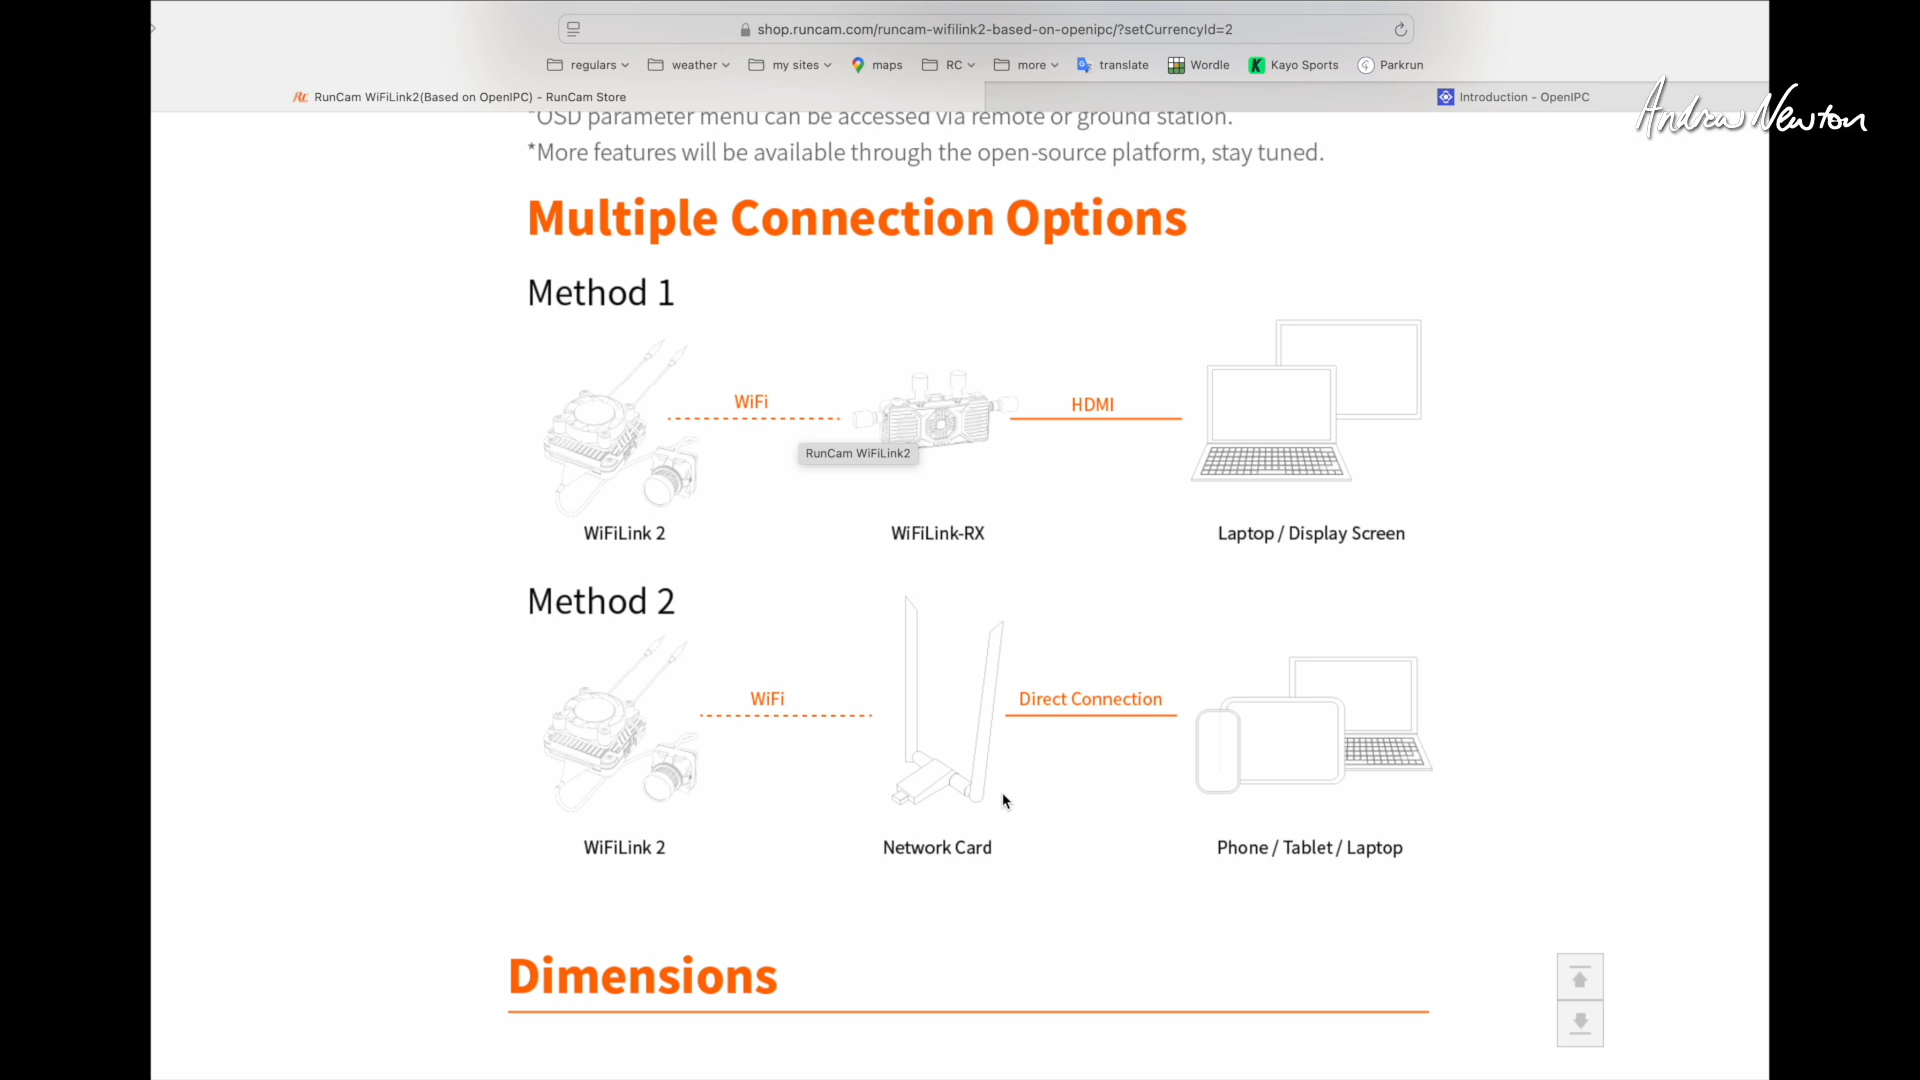 shop.runcam.com/runcam-wifilink2-based-on-openipc/?setCurrencyId=2
regulars weather my sites maps RC more translate Wordle Kayo Sports Parkrun
RunCam WiFiLink2(Based on OpenIPC) - RunCam Store Introduction - OpenIPC
Andrew Newton
*OSD parameter menu can be accessed via remote or ground station.
*More features will be available through the open-source platform, stay tuned.
Multiple Connection Options
Method 1
WiFi HDMI
RunCam WiFiLink2
WiFiLink 2 WiFiLink-RX Laptop / Display Screen
Method 2
WiFi Direct Connection
WiFiLink 2 Network Card Phone / Tablet / Laptop
Dimensions